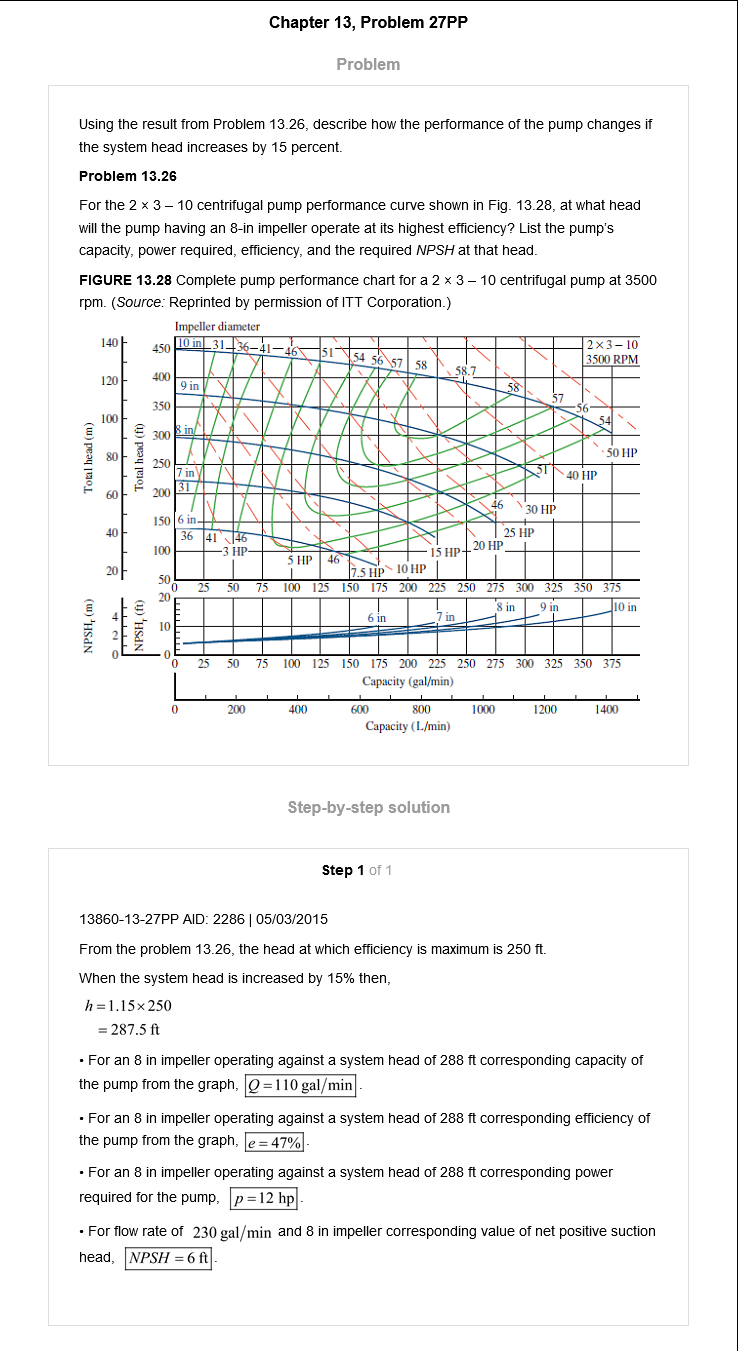 Chapter 13, Problem 27PP
Problem
Using the result from Problem 13.26, describe how the performance of the pump changes if
the system head increases by 15 percent.
Problem 13.26
For the 2 × 3 – 10 centrifugal pump performance curve shown in Fig. 13.28, at what head
will the pump having an 8-in impeller operate at its highest efficiency? List the pump's
capacity, power required, efficiency, and the required NPSH at that head.
FIGURE 13.28 Complete pump performance chart for a 2 × 3 – 10 centrifugal pump at 3500
rpm. (Source: Reprinted by permission of ITT Corporation.)
Impeller diameter
2 × 3 – 10
3500 RPM
Total head (m)
140
120
100
80
60
40
20
Total head (ft)
450
400
350
300
250
200
150
100
50
10 in 31 36 41 46 51 54 56 57 58 58.7
9 in 58 57 56 54
8 in 50 HP
7 in 51 40 HP
31
46 30 HP
6 in 25 HP
36 41 46 20 HP
3 HP 15 HP
5 HP 46 10 HP
7.5 HP
0 25 50 75 100 125 150 175 200 225 250 275 300 325 350 375
NPSHr (m)
4
2
0
NPSHr (ft)
20
10
0
6 in 7 in 8 in 9 in 10 in
0 25 50 75 100 125 150 175 200 225 250 275 300 325 350 375
Capacity (gal/min)
0 200 400 600 800 1000 1200 1400
Capacity (L/min)
Step-by-step solution
Step 1 of 1
13860-13-27PP AID: 2286 | 05/03/2015
From the problem 13.26, the head at which efficiency is maximum is 250 ft.
When the system head is increased by 15% then,
h = 1.15 × 250
= 287.5 ft
• For an 8 in impeller operating against a system head of 288 ft corresponding capacity of
the pump from the graph, Q = 110 gal/min.
• For an 8 in impeller operating against a system head of 288 ft corresponding efficiency of
the pump from the graph, e = 47%.
• For an 8 in impeller operating against a system head of 288 ft corresponding power
required for the pump, p = 12 hp.
• For flow rate of 230 gal/min and 8 in impeller corresponding value of net positive suction
head, NPSH = 6 ft.